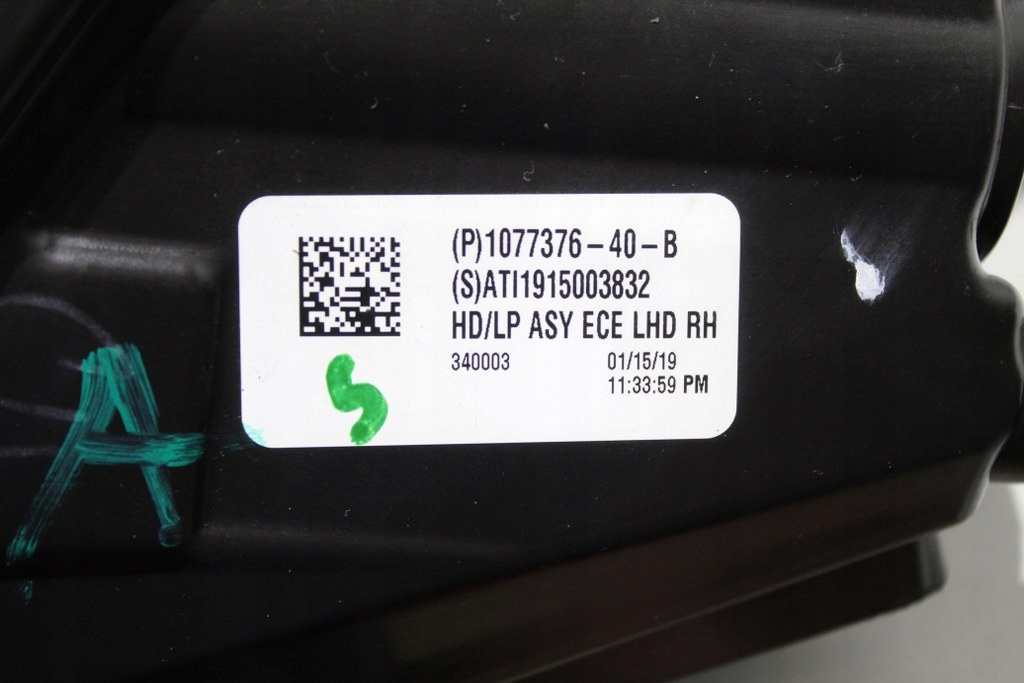 (P)1077376-40-B
(S)ATI1915003832
HD/LP ASY ECE LHD RH
340003 01/15/19
11:33:59 PM
S
A